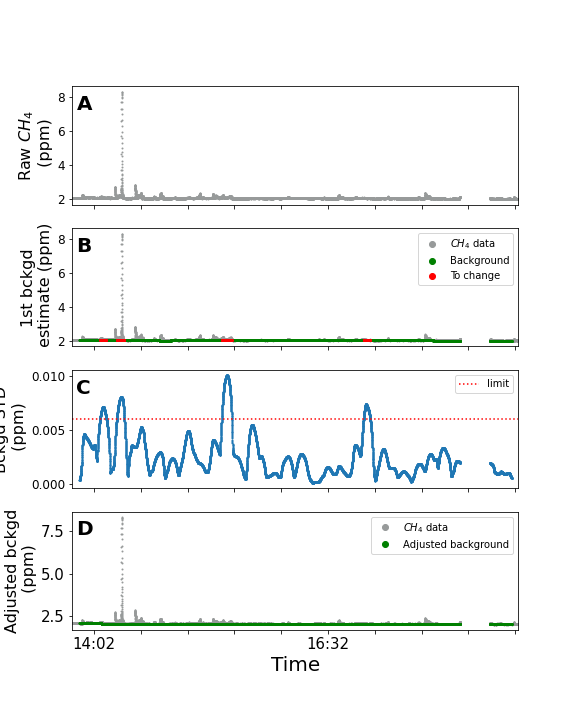 A
Raw CH4
(ppm)
8
6
4
2
B
1st bckgd
estimate (ppm)
8
6
4
2
CH4 data
Background
To change
C
Bckgd STD
(ppm)
0.010
0.005
0.000
limit
D
Adjusted bckgd
(ppm)
7.5
5.0
2.5
CH4 data
Adjusted background
14:02
16:32
Time